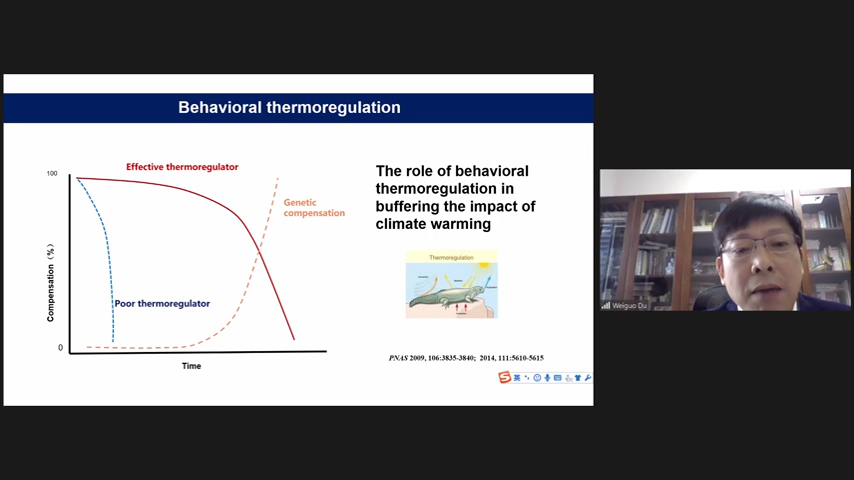 Behavioral thermoregulation
Effective thermoregulator
100
Genetic
compensation
Compensation (%)
Poor thermoregulator
0
Time
The role of behavioral
thermoregulation in
buffering the impact of
climate warming
Thermoregulation
PNAS 2009, 106:3835-3840; 2014, 111:5610-5615
英
Weiguo Du